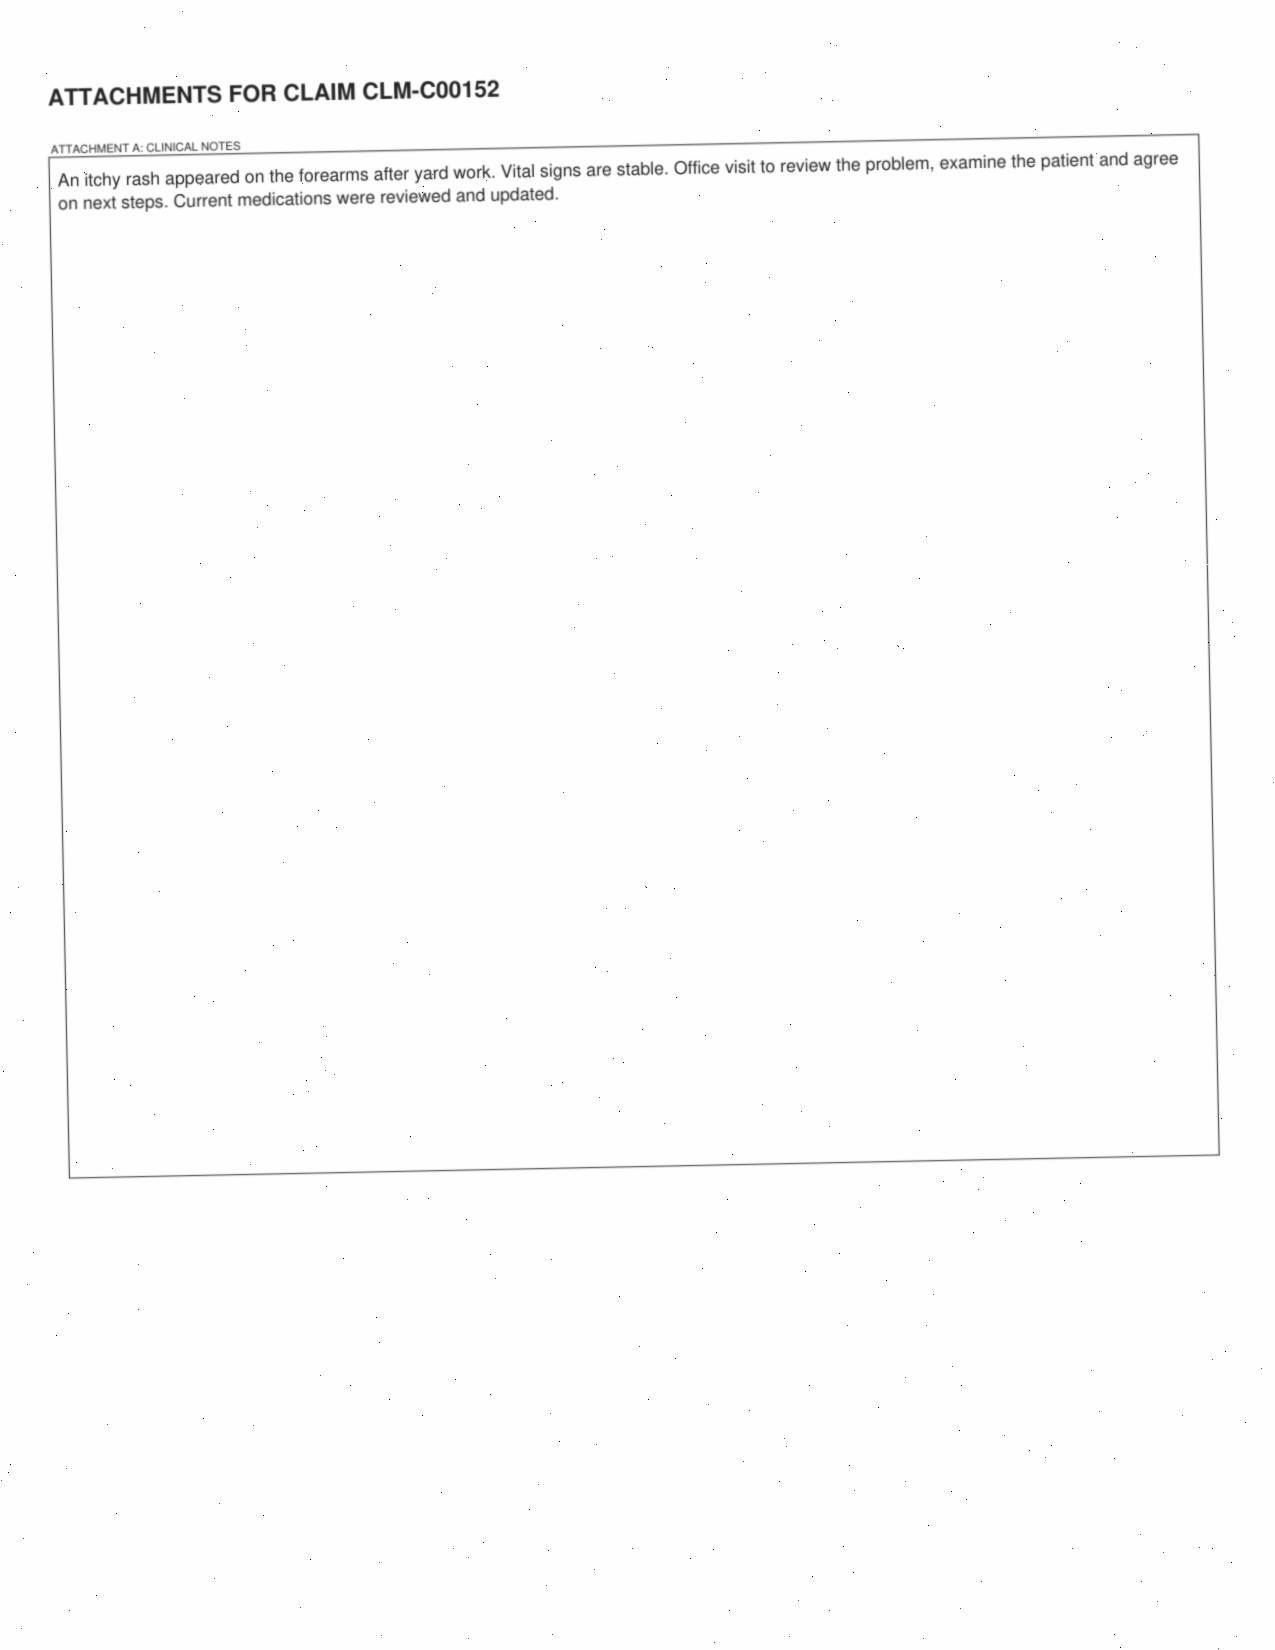 ATTACHMENTS FOR CLAIM CLM-C00152
ATTACHMENT A: CLINICAL NOTES
An itchy rash appeared on the forearms after yard work. Vital signs are stable. Office visit to review the problem, examine the patient and agree
on next steps. Current medications were reviewed and updated.